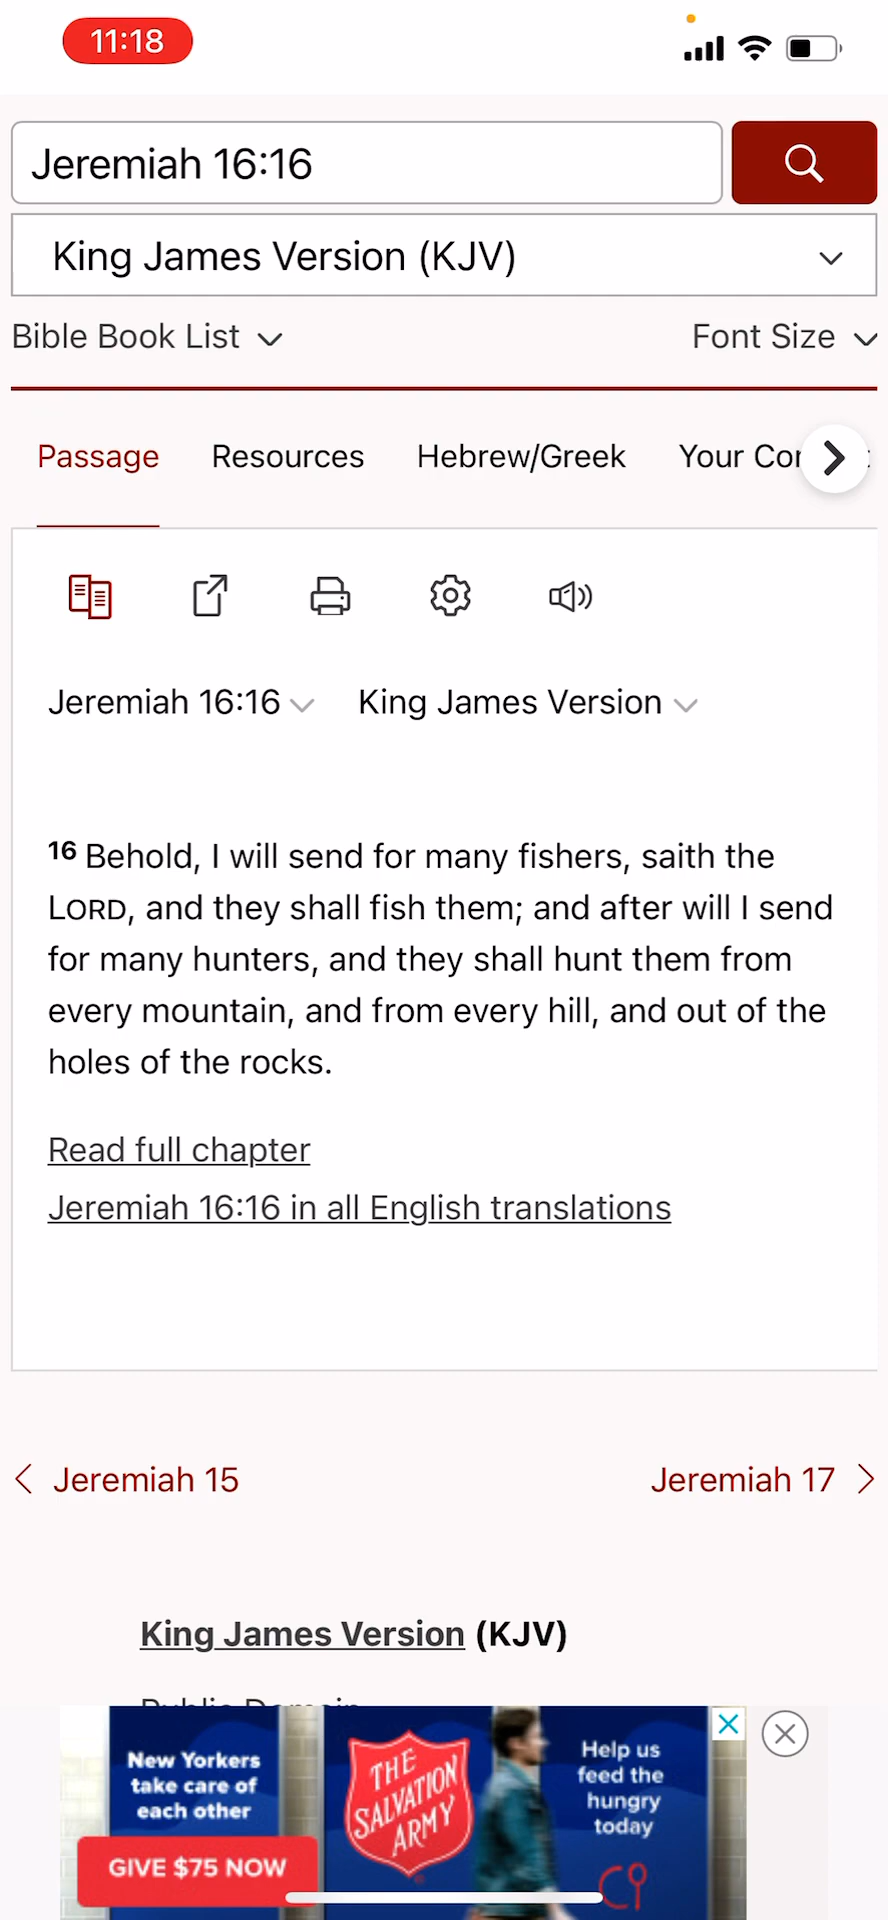 11:18
Jeremiah 16:16
King James Version (KJV)
Bible Book List
Font Size
Passage Resources Hebrew/Greek Your
Jeremiah 16:16 King James Version
16 Behold, I will send for many fishers, saith the
LORD, and they shall fish them; and after will I send
for many hunters, and they shall hunt them from
every mountain, and from every hill, and out of the
holes of the rocks.
Read full chapter
Jeremiah 16:16 in all English translations
Jeremiah 15
Jeremiah 17
King James Version (KJV)
Public Domain
New Yorkers
take care of
each other
GIVE $75 NOW
THE
SALVATION
ARMY
Help us
feed the
hungry
today